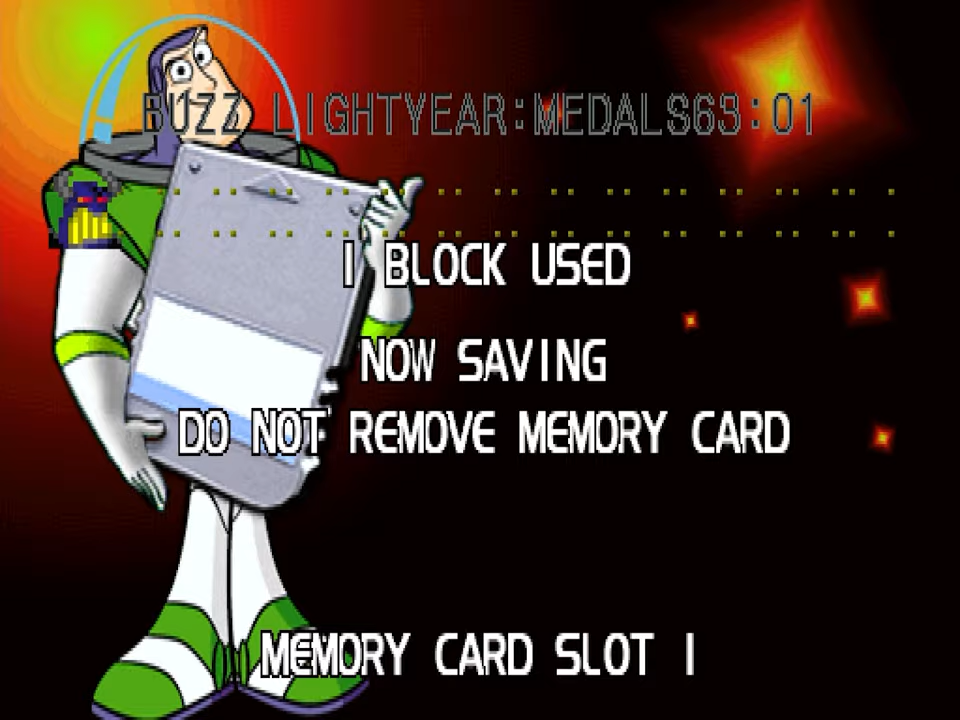 BUZZ LIGHTYEAR:MEDALS63:01
1 BLOCK USED
NOW SAVING
DO NOT REMOVE MEMORY CARD
MEMORY CARD SLOT 1